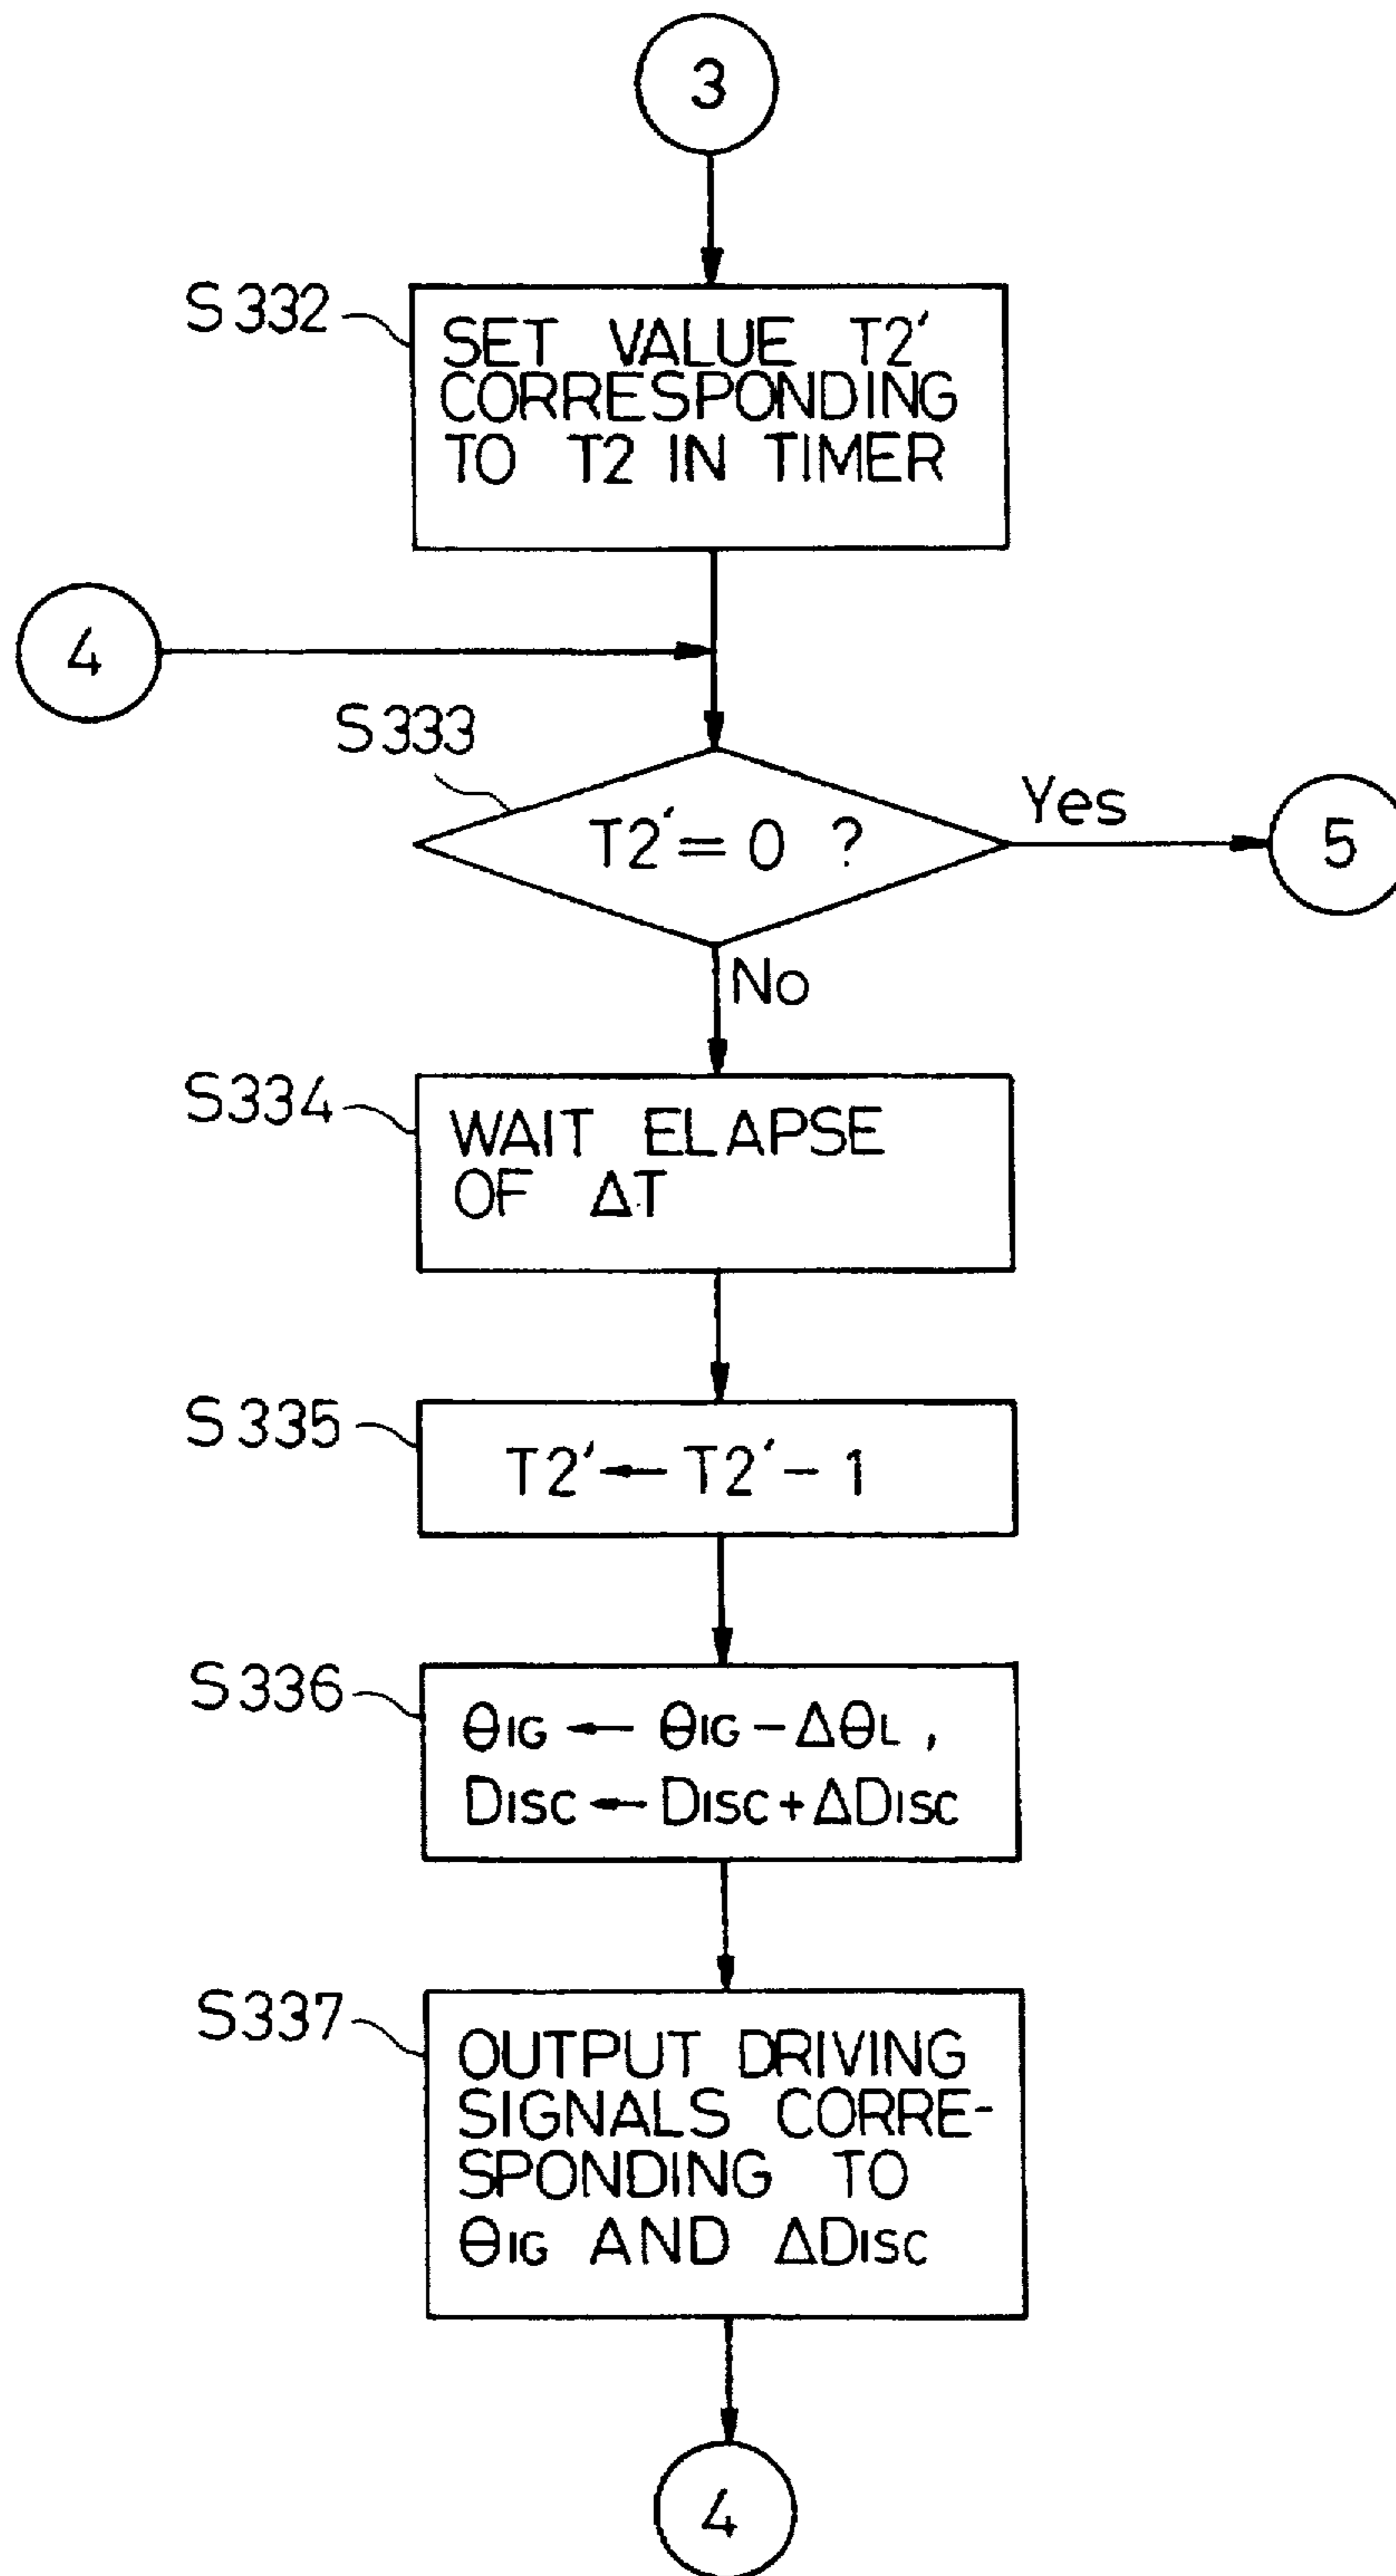 3
S332
SET VALUE T2'
CORRESPONDING
TO T2 IN TIMER
4
S333
T2' = 0 ?
Yes
5
No
S334
WAIT ELAPSE
OF ΔT
S335
T2' ← T2' - 1
S336
θIG ← θIG - ΔθL ,
DISC ← DISC + ΔDISC
S337
OUTPUT DRIVING
SIGNALS CORRE-
SPONDING TO
θIG AND ΔDISC
4